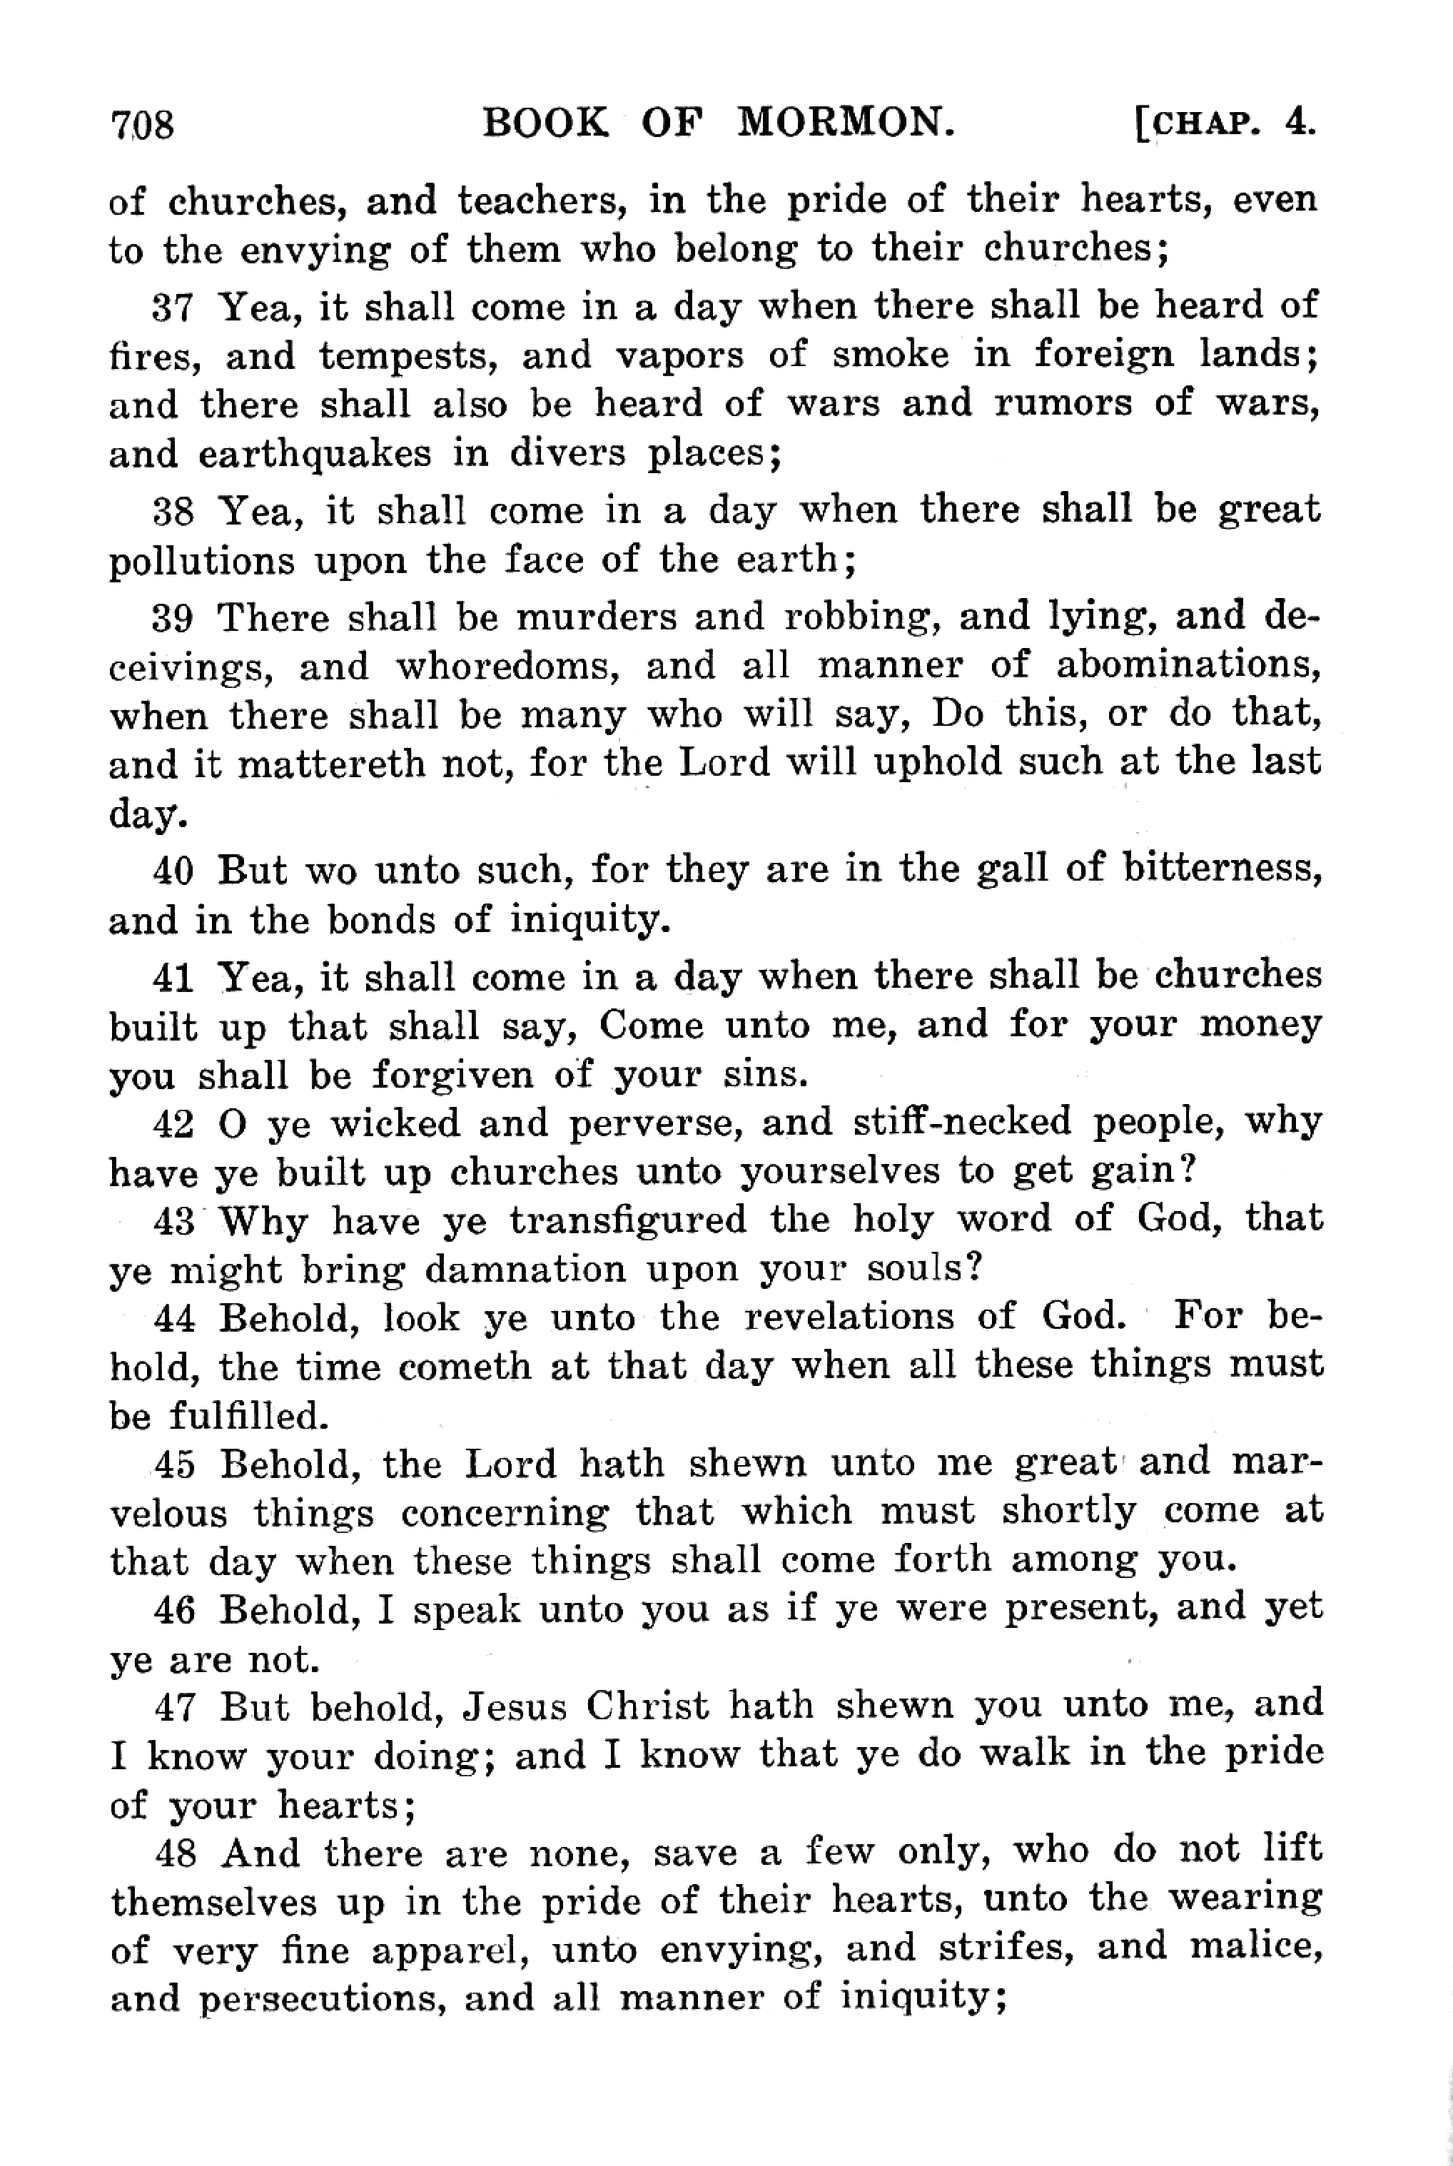 708 BOOK OF MORMON. [CHAP. 4.
of churches, and teachers, in the pride of their hearts, even
to the envying of them who belong to their churches;
37 Yea, it shall come in a day when there shall be heard of
fires, and tempests, and vapors of smoke in foreign lands;
and there shall also be heard of wars and rumors of wars,
and earthquakes in divers places;
38 Yea, it shall come in a day when there shall be great
pollutions upon the face of the earth;
39 There shall be murders and robbing, and lying, and de-
ceivings, and whoredoms, and all manner of abominations,
when there shall be many who will say, Do this, or do that,
and it mattereth not, for the Lord will uphold such at the last
day.
40 But wo unto such, for they are in the gall of bitterness,
and in the bonds of iniquity.
41 Yea, it shall come in a day when there shall be churches
built up that shall say, Come unto me, and for your money
you shall be forgiven of your sins.
42 O ye wicked and perverse, and stiff-necked people, why
have ye built up churches unto yourselves to get gain?
43 Why have ye transfigured the holy word of God, that
ye might bring damnation upon your souls?
44 Behold, look ye unto the revelations of God. For be-
hold, the time cometh at that day when all these things must
be fulfilled.
45 Behold, the Lord hath shewn unto me great and mar-
velous things concerning that which must shortly come at
that day when these things shall come forth among you.
46 Behold, I speak unto you as if ye were present, and yet
ye are not.
47 But behold, Jesus Christ hath shewn you unto me, and
I know your doing; and I know that ye do walk in the pride
of your hearts;
48 And there are none, save a few only, who do not lift
themselves up in the pride of their hearts, unto the wearing
of very fine apparel, unto envying, and strifes, and malice,
and persecutions, and all manner of iniquity;